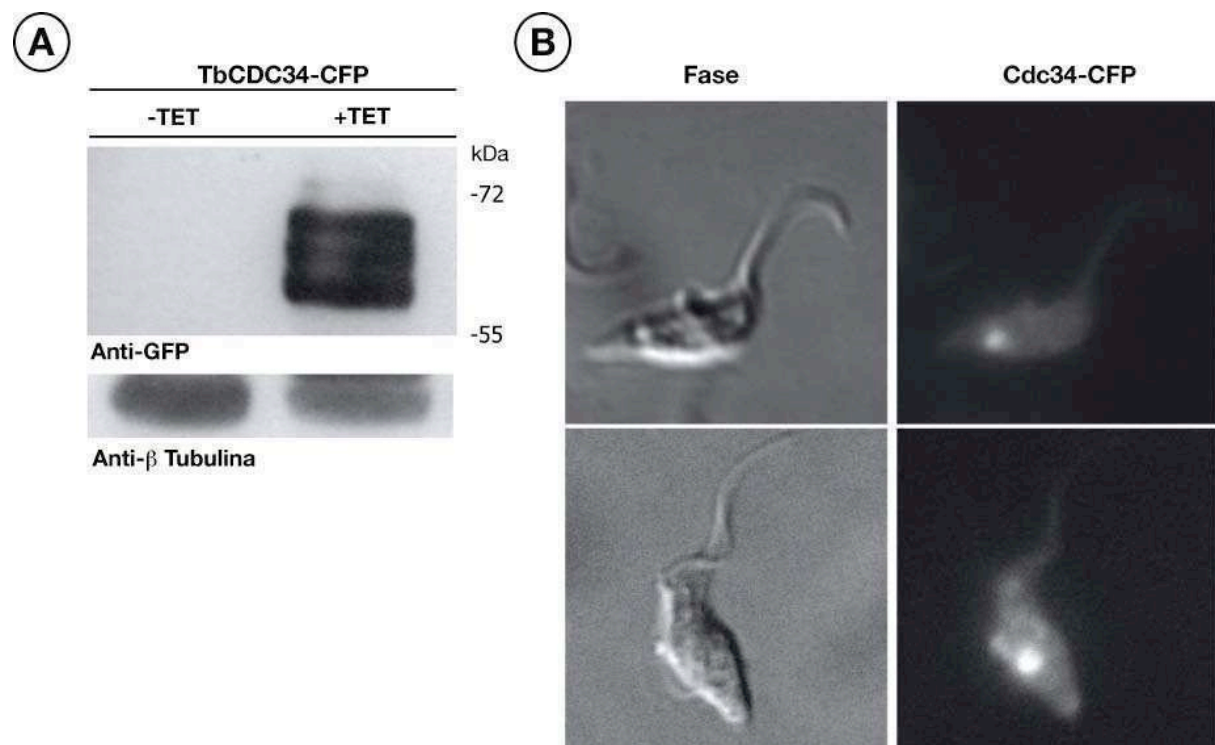 A
TbCDC34-CFP
-TET +TET
kDa
-72
-55
Anti-GFP
Anti-β Tubulina
B
Fase Cdc34-CFP